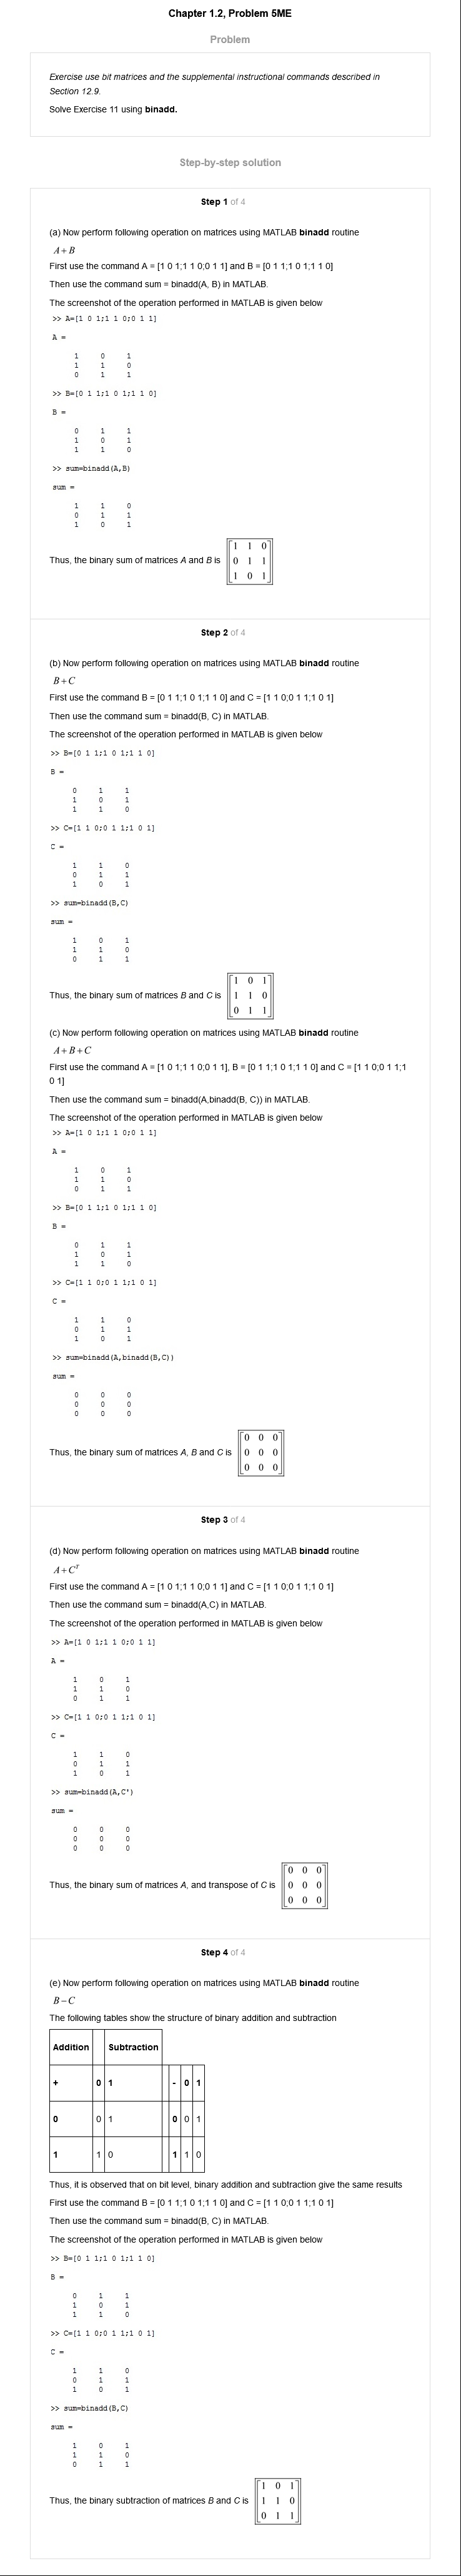 Chapter 1.2, Problem 5ME
Problem
Exercise use bit matrices and the supplemental instructional commands described in
Section 12.9.
Solve Exercise 11 using binadd.
Step-by-step solution
Step 1 of 4
(a) Now perform following operation on matrices using MATLAB binadd routine
A+B
First use the command A = [1 0 1;1 1 0;0 1 1] and B = [0 1 1;1 0 1;1 1 0]
Then use the command sum = binadd(A, B) in MATLAB.
The screenshot of the operation performed in MATLAB is given below
>> A=[1 0 1;1 1 0;0 1 1]
A =
1 0 1
1 1 0
0 1 1
>> B=[0 1 1;1 0 1;1 1 0]
B =
0 1 1
1 0 1
1 1 0
>> sum=binadd(A,B)
sum =
1 1 0
0 1 1
1 0 1
1 1 0
Thus, the binary sum of matrices A and B is 0 1 1
1 0 1
Step 2 of 4
(b) Now perform following operation on matrices using MATLAB binadd routine
B+C
First use the command B = [0 1 1;1 0 1;1 1 0] and C = [1 1 0;0 1 1;1 0 1]
Then use the command sum = binadd(B, C) in MATLAB.
The screenshot of the operation performed in MATLAB is given below
>> B=[0 1 1;1 0 1;1 1 0]
B =
0 1 1
1 0 1
1 1 0
>> C=[1 1 0;0 1 1;1 0 1]
C =
1 1 0
0 1 1
1 0 1
>> sum=binadd(B,C)
sum =
1 0 1
1 1 0
0 1 1
1 0 1
Thus, the binary sum of matrices B and C is 1 1 0
0 1 1
(c) Now perform following operation on matrices using MATLAB binadd routine
A+B+C
First use the command A = [1 0 1;1 1 0;0 1 1], B = [0 1 1;1 0 1;1 1 0] and C = [1 1 0;0 1 1;1
0 1]
Then use the command sum = binadd(A,binadd(B, C)) in MATLAB.
The screenshot of the operation performed in MATLAB is given below
>> A=[1 0 1;1 1 0;0 1 1]
A =
1 0 1
1 1 0
0 1 1
>> B=[0 1 1;1 0 1;1 1 0]
B =
0 1 1
1 0 1
1 1 0
>> C=[1 1 0;0 1 1;1 0 1]
C =
1 1 0
0 1 1
1 0 1
>> sum=binadd(A,binadd(B,C))
sum =
0 0 0
0 0 0
0 0 0
0 0 0
Thus, the binary sum of matrices A, B and C is 0 0 0
0 0 0
Step 3 of 4
(d) Now perform following operation on matrices using MATLAB binadd routine
A+C^T
First use the command A = [1 0 1;1 1 0;0 1 1] and C = [1 1 0;0 1 1;1 0 1]
Then use the command sum = binadd(A,C) in MATLAB.
The screenshot of the operation performed in MATLAB is given below
>> A=[1 0 1;1 1 0;0 1 1]
A =
1 0 1
1 1 0
0 1 1
>> C=[1 1 0;0 1 1;1 0 1]
C =
1 1 0
0 1 1
1 0 1
>> sum=binadd(A,C')
sum =
0 0 0
0 0 0
0 0 0
0 0 0
Thus, the binary sum of matrices A, and transpose of C is 0 0 0
0 0 0
Step 4 of 4
(e) Now perform following operation on matrices using MATLAB binadd routine
B−C
The following tables show the structure of binary addition and subtraction
Addition Subtraction
+ 0 1 - 0 1
0 0 1 0 0 1
1 1 0 1 1 0
Thus, it is observed that on bit level, binary addition and subtraction give the same results
First use the command B = [0 1 1;1 0 1;1 1 0] and C = [1 1 0;0 1 1;1 0 1]
Then use the command sum = binadd(B, C) in MATLAB.
The screenshot of the operation performed in MATLAB is given below
>> B=[0 1 1;1 0 1;1 1 0]
B =
0 1 1
1 0 1
1 1 0
>> C=[1 1 0;0 1 1;1 0 1]
C =
1 1 0
0 1 1
1 0 1
>> sum=binadd(B,C)
sum =
1 0 1
1 1 0
0 1 1
1 0 1
Thus, the binary subtraction of matrices B and C is 1 1 0
0 1 1